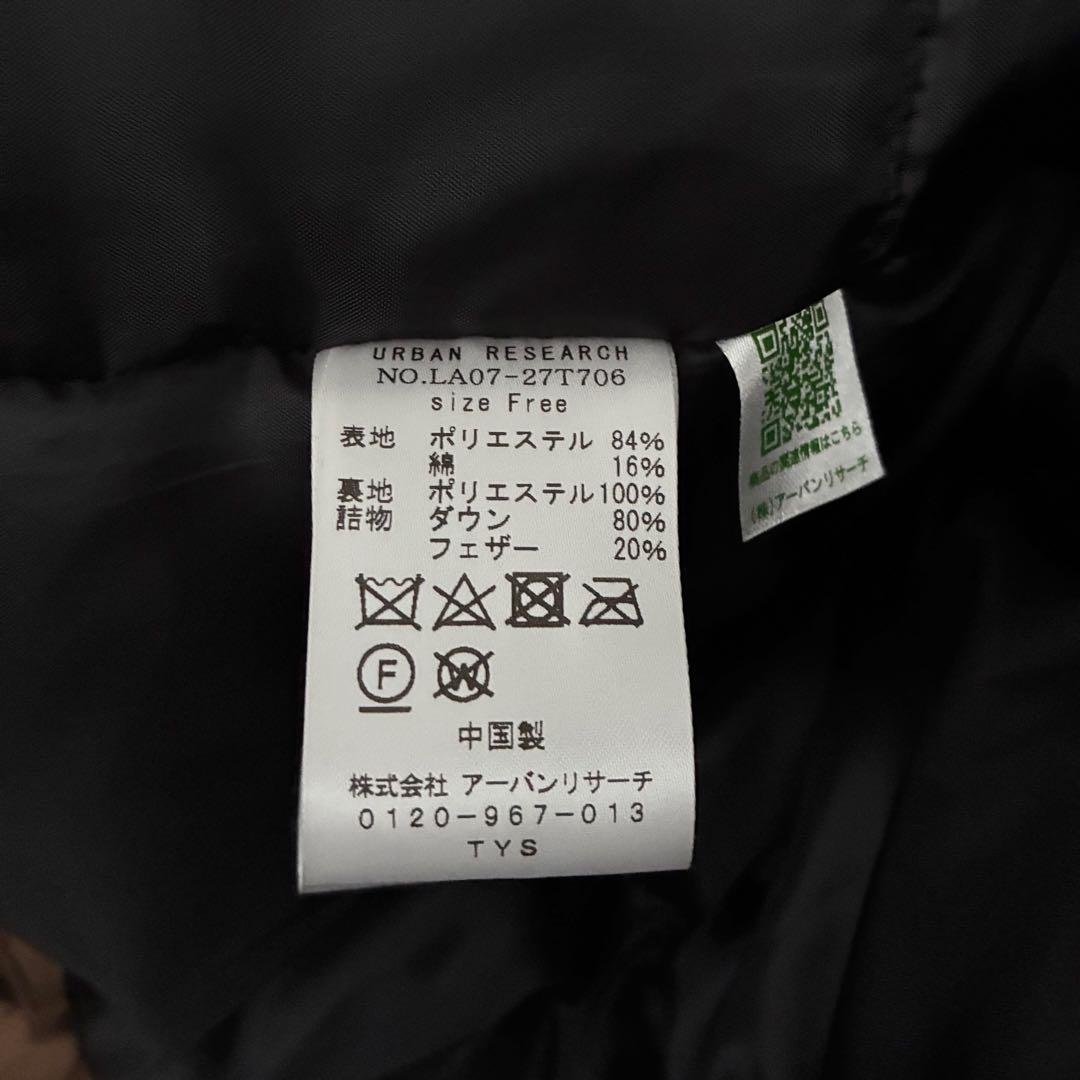 URBAN RESEARCH
NO.LA07-27T706
size Free
表地 ポリエステル 84%
綿 16%
裏地 ポリエステル100%
詰物 ダウン 80%
フェザー 20%
F
W
中国製
株式会社 アーバンリサーチ
0120-967-013
TYS
商品の関連情報はこちら
(株)アーバンリサーチ